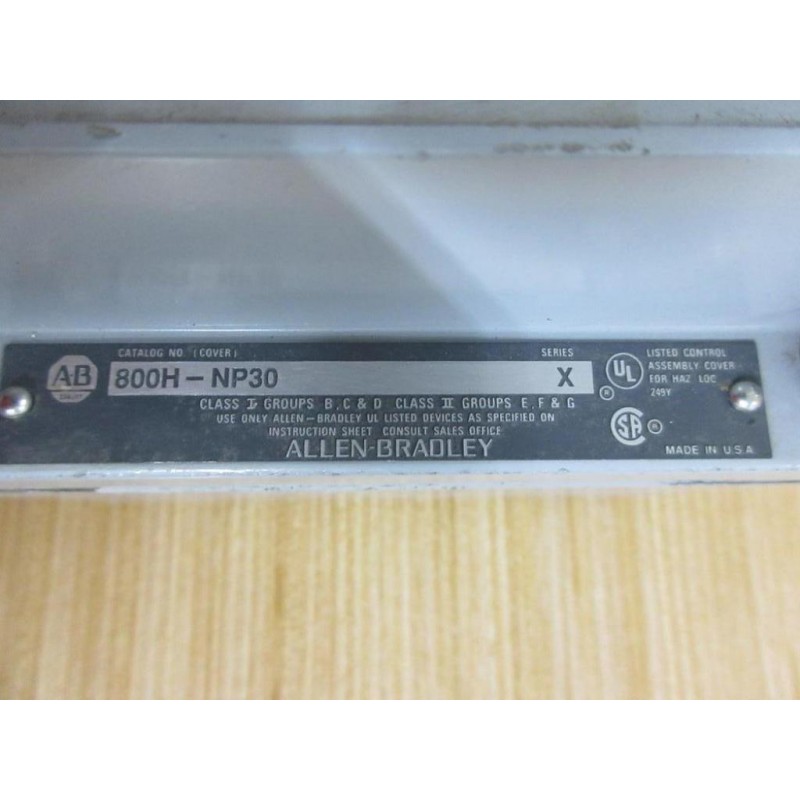 CATALOG NO. (COVER) SERIES
A-B
QUALITY
800H-NP30 X
CLASS I GROUPS B,C & D CLASS II GROUPS E,F & G
USE ONLY ALLEN-BRADLEY UL LISTED DEVICES AS SPECIFIED ON
INSTRUCTION SHEET CONSULT SALES OFFICE
ALLEN-BRADLEY
UL ®
LISTED CONTROL
ASSEMBLY COVER
FOR HAZ LOC
249Y
SA ®
MADE IN U.S.A.